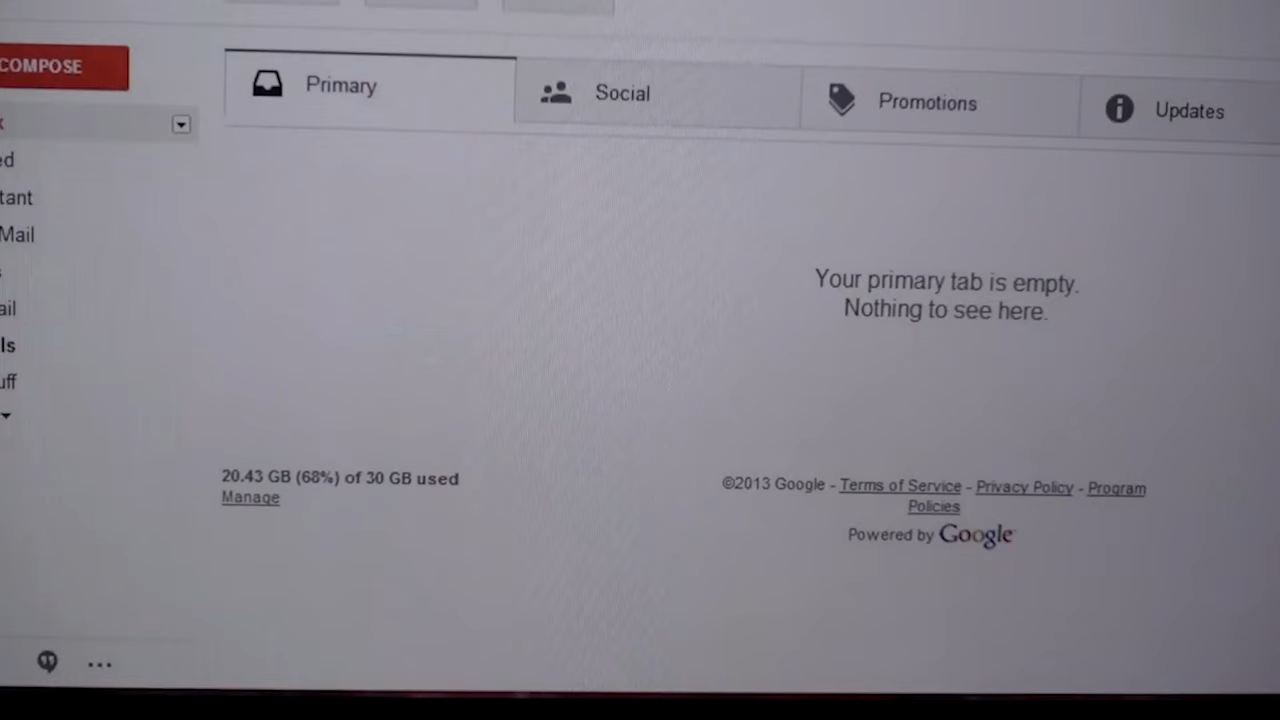 COMPOSE
Primary
Social
Promotions
Updates
ed
tant
Mail
s
ail
ls
uff
Your primary tab is empty.
Nothing to see here.
20.43 GB (68%) of 30 GB used
Manage
©2013 Google - Terms of Service - Privacy Policy - Program
Policies
Powered by Google